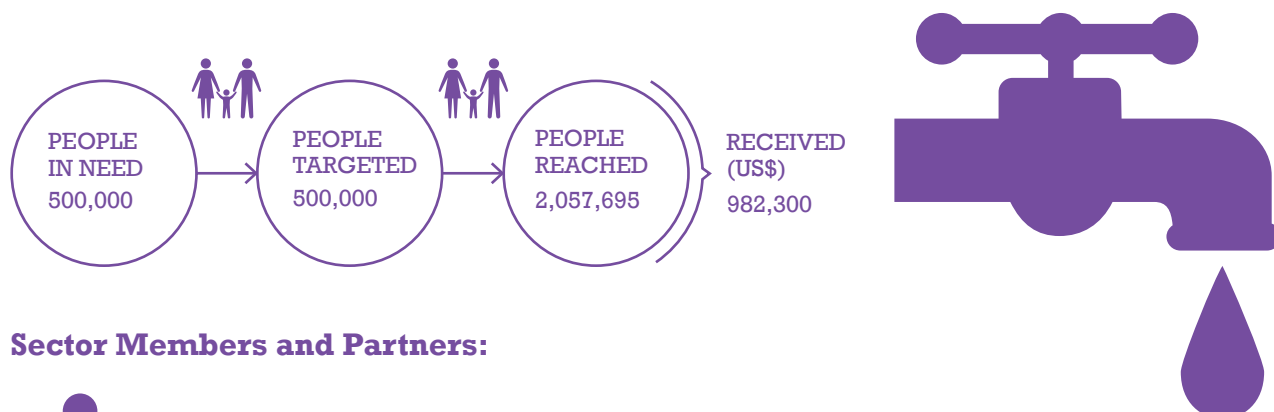 PEOPLE
IN NEED
500,000
PEOPLE
TARGETED
500,000
PEOPLE
REACHED
2,057,695
RECEIVED
(US$)
982,300
Sector Members and Partners: